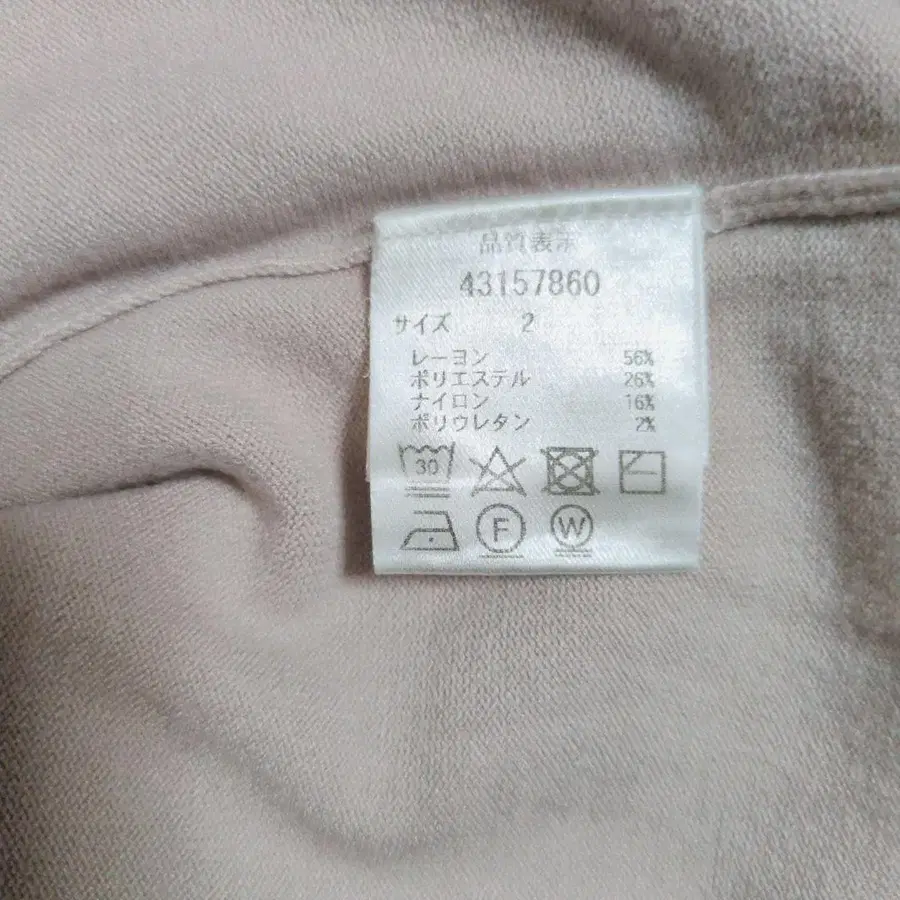 品質表示
43157860
サイズ 2
レーヨン 56%
ポリエステル 26%
ナイロン 16%
ポリウレタン 2%
30
F W